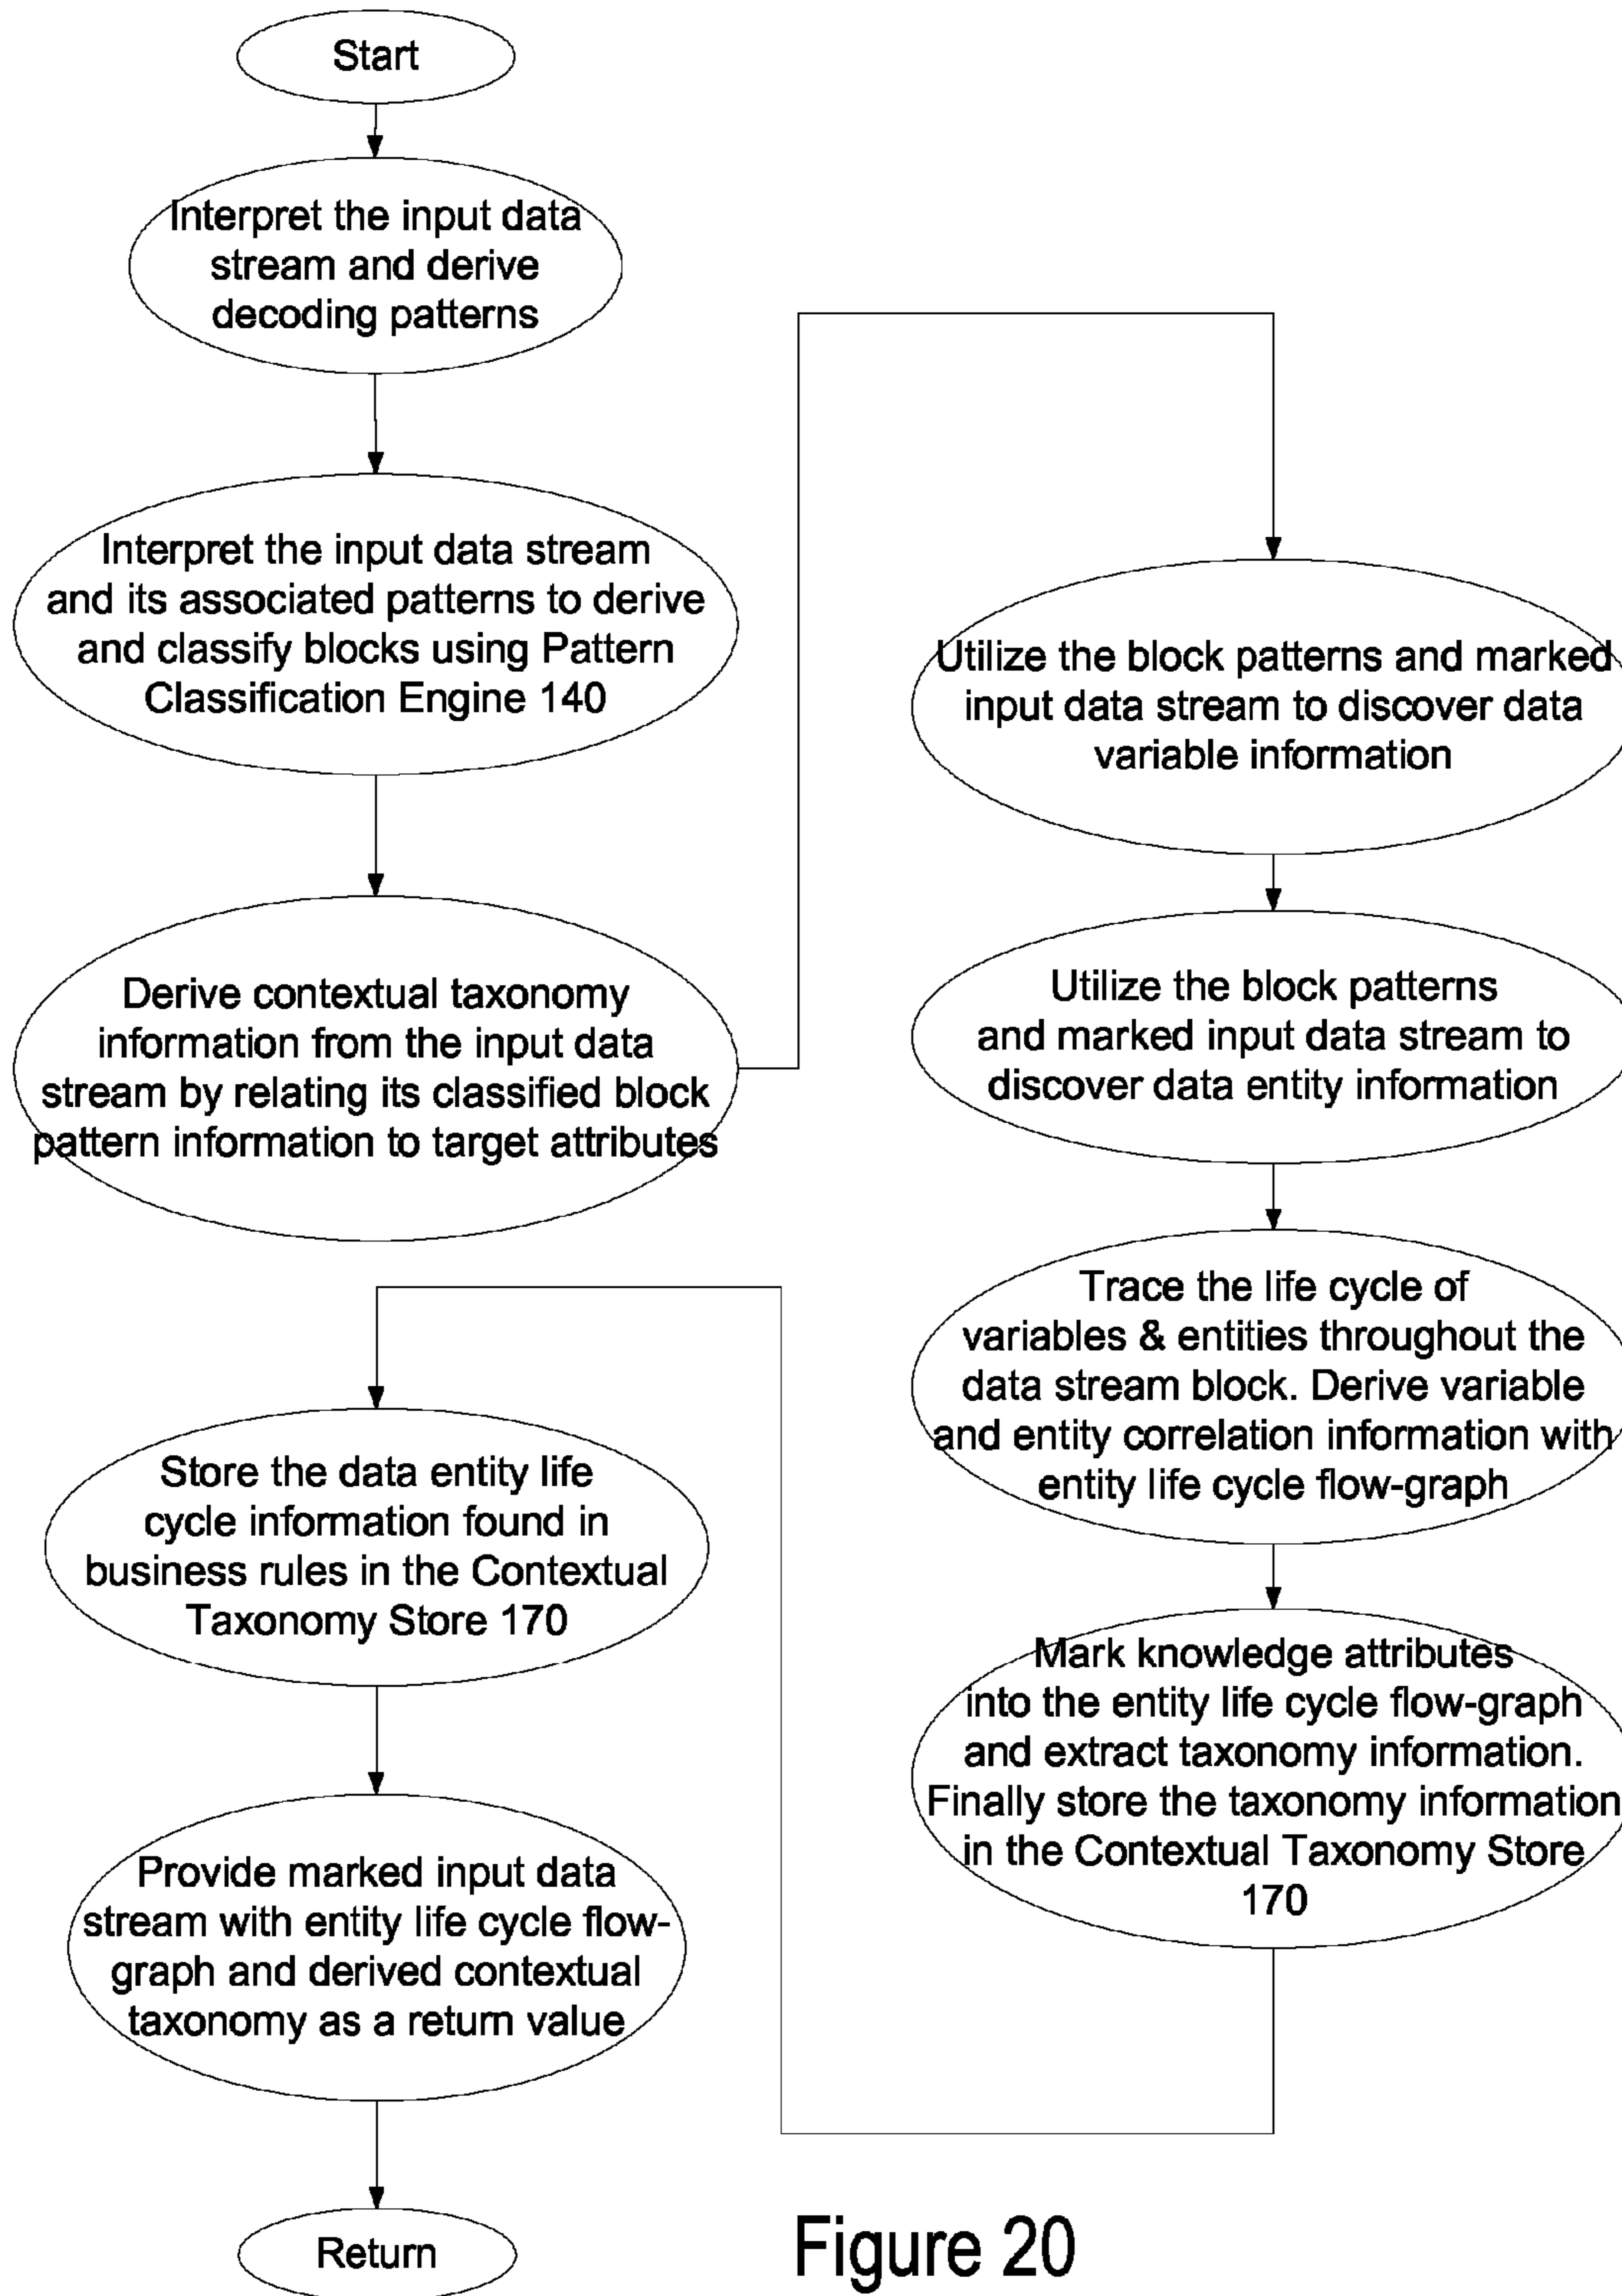 Start
Interpret the input data
stream and derive
decoding patterns
Interpret the input data stream
and its associated patterns to derive
and classify blocks using Pattern
Classification Engine 140
Derive contextual taxonomy
information from the input data
stream by relating its classified block
pattern information to target attributes
Utilize the block patterns and marked
input data stream to discover data
variable information
Utilize the block patterns
and marked input data stream to
discover data entity information
Trace the life cycle of
variables & entities throughout the
data stream block. Derive variable
and entity correlation information with
entity life cycle flow-graph
Mark knowledge attributes
into the entity life cycle flow-graph
and extract taxonomy information.
Finally store the taxonomy information
in the Contextual Taxonomy Store
170
Store the data entity life
cycle information found in
business rules in the Contextual
Taxonomy Store 170
Provide marked input data
stream with entity life cycle flow-
graph and derived contextual
taxonomy as a return value
Return
Figure 20